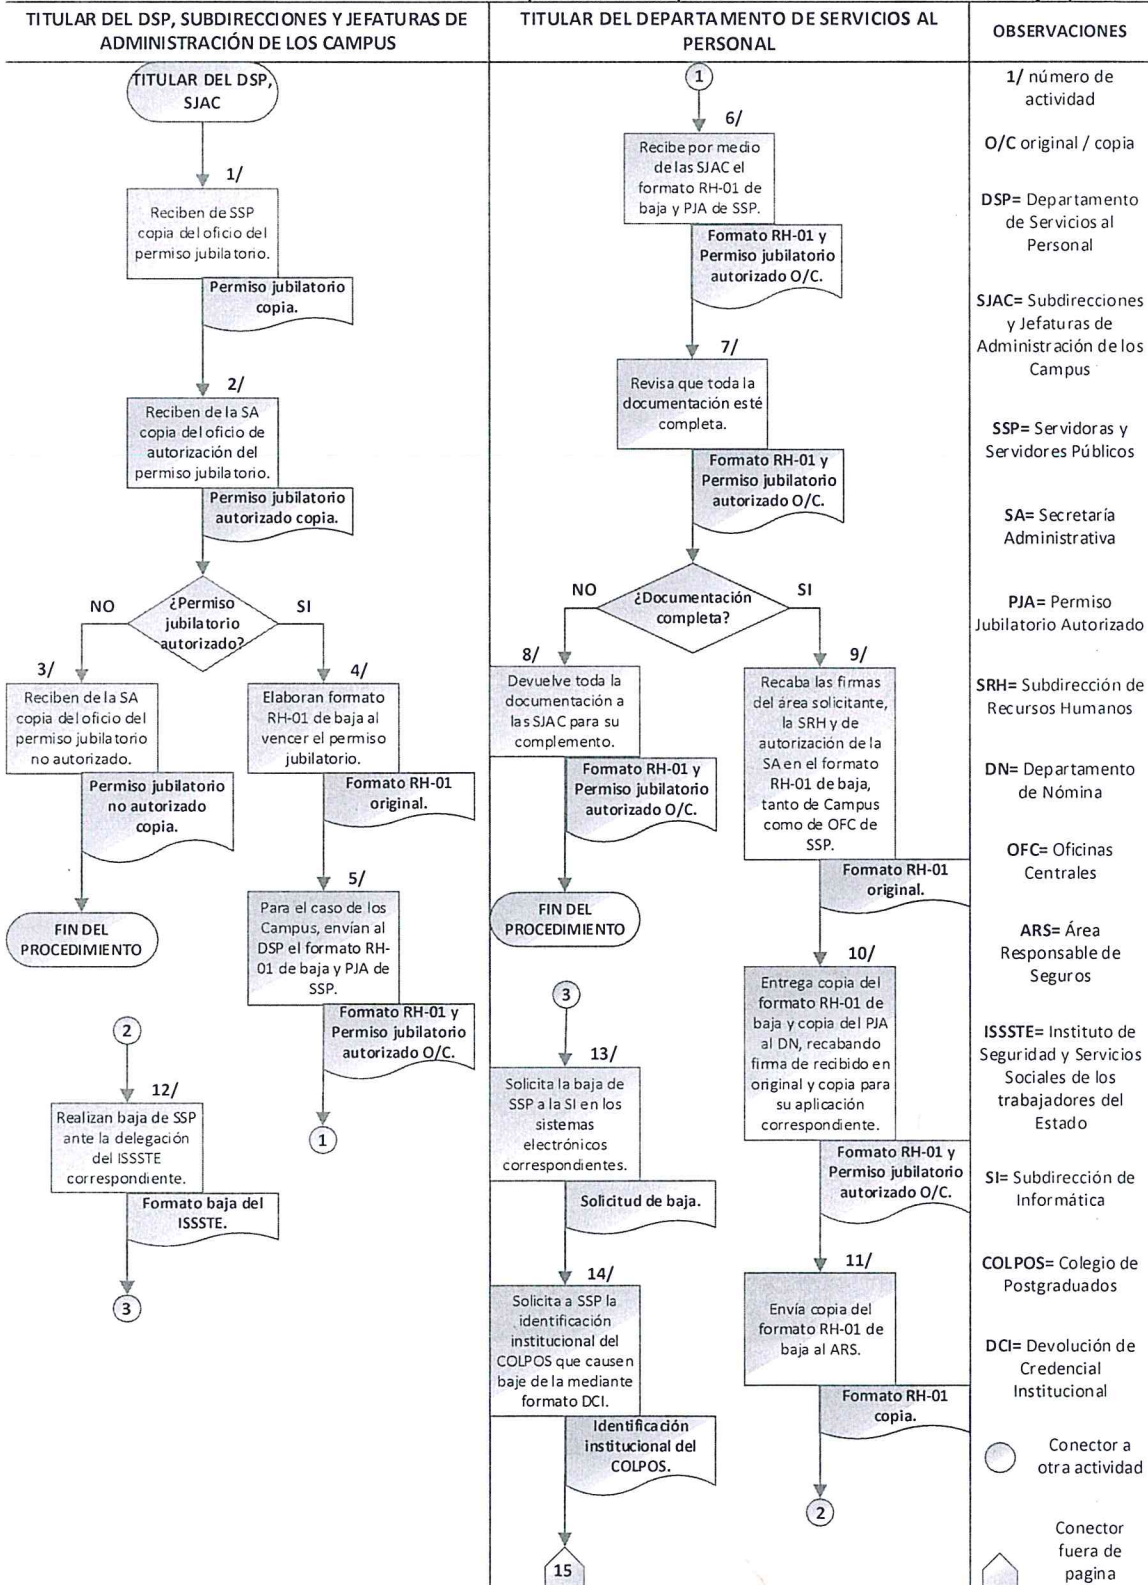 TITULAR DEL DSP, SUBDIRECCIONES Y JEFATURAS DE
ADMINISTRACIÓN DE LOS CAMPUS
TITULAR DEL DSP,
SJAC
1/
Reciben de SSP
copia del oficio del
permiso jubilatorio.
Permiso jubilatorio
copia.
2/
Reciben de la SA
copia del oficio de
autorización del
permiso jubilatorio.
Permiso jubilatorio
autorizado copia.
¿Permiso
jubilatorio
autorizado?
NO
SI
3/
Reciben de la SA
copia del oficio del
permiso jubilatorio
no autorizado.
Permiso jubilatorio
no autorizado
copia.
FIN DEL
PROCEDIMIENTO
4/
Elaboran formato
RH-01 de baja al
vencer el permiso
jubilatorio.
Formato RH-01
original.
5/
Para el caso de los
Campus, envían al
DSP el formato RH-
01 de baja y PJA de
SSP.
Formato RH-01 y
Permiso jubilatorio
autorizado O/C.
1
2
12/
Realizan baja de SSP
ante la delegación
del ISSSTE
correspondiente.
Formato baja del
ISSSTE.
3
TITULAR DEL DEPARTAMENTO DE SERVICIOS AL
PERSONAL
1
6/
Recibe por medio
de las SJAC el
formato RH-01 de
baja y PJA de SSP.
Formato RH-01 y
Permiso jubilatorio
autorizado O/C.
7/
Revisa que toda la
documentación esté
completa.
Formato RH-01 y
Permiso jubilatorio
autorizado O/C.
¿Documentación
completa?
NO
SI
8/
Devuelve toda la
documentación a
las SJAC para su
complemento.
Formato RH-01 y
Permiso jubilatorio
autorizado O/C.
FIN DEL
PROCEDIMIENTO
9/
Recaba las firmas
del área solicitante,
la SRH y de
autorización de la
SA en el formato
RH-01 de baja,
tanto de Campus
como de OFC de
SSP.
Formato RH-01
original.
10/
Entrega copia del
formato RH-01 de
baja y copia del PJA
al DN, recabando
firma de recibido en
original y copia para
su aplicación
correspondiente.
Formato RH-01 y
Permiso jubilatorio
autorizado O/C.
11/
Envía copia del
formato RH-01 de
baja al ARS.
Formato RH-01
copia.
2
3
13/
Solicita la baja de
SSP a la SI en los
sistemas
electrónicos
correspondientes.
Solicitud de baja.
14/
Solicita a SSP la
identificación
institucional del
COLPOS que causen
baje de la mediante
formato DCI.
Identificación
institucional del
COLPOS.
15
OBSERVACIONES
1/ número de
actividad
O/C original / copia
DSP= Departamento
de Servicios al
Personal
SJAC= Subdirecciones
y Jefaturas de
Administración de los
Campus
SSP= Servidoras y
Servidores Públicos
SA= Secretaría
Administrativa
PJA= Permiso
Jubilatorio Autorizado
SRH= Subdirección de
Recursos Humanos
DN= Departamento
de Nómina
OFC= Oficinas
Centrales
ARS= Área
Responsable de
Seguros
ISSSTE= Instituto de
Seguridad y Servicios
Sociales de los
trabajadores del
Estado
SI= Subdirección de
Informática
COLPOS= Colegio de
Postgraduados
DCI= Devolución de
Credencial
Institucional
Conector a
otra actividad
Conector
fuera de
pagina